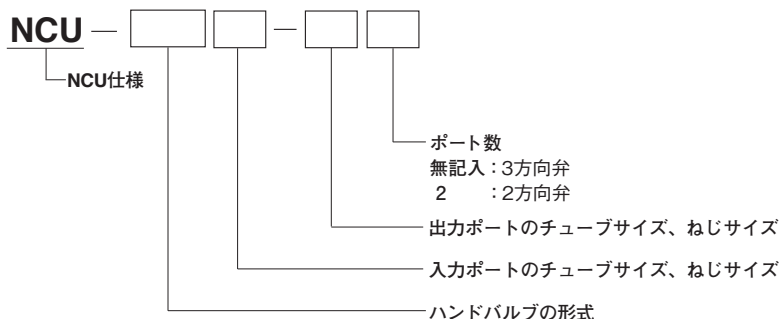 NCU — —
NCU仕様
ポート数
無記入：3方向弁
2　　：2方向弁
出力ポートのチューブサイズ、ねじサイズ
入力ポートのチューブサイズ、ねじサイズ
ハンドバルブの形式